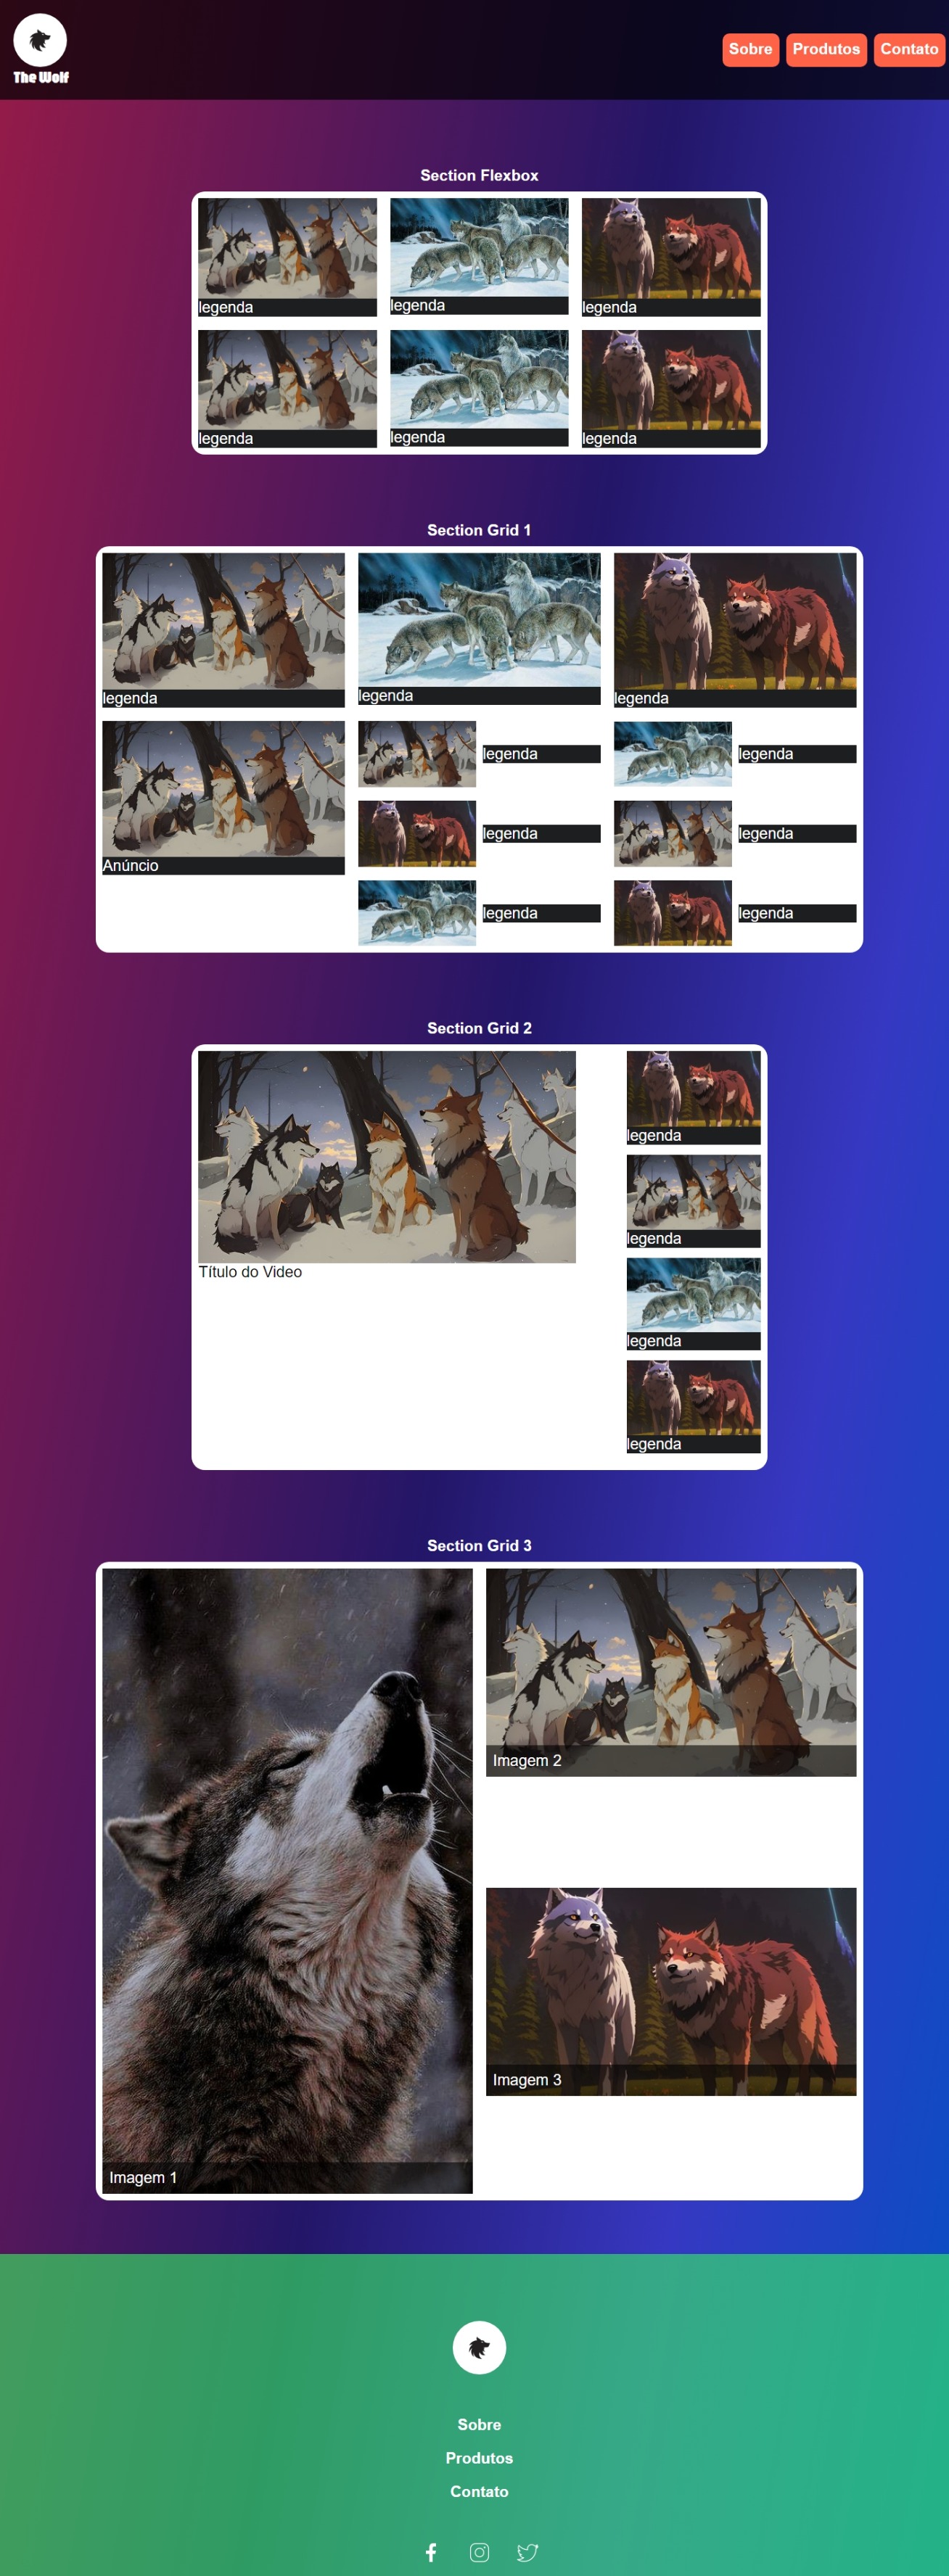 The Wolf
Sobre Produtos Contato
Section Flexbox
legenda legenda legenda
legenda legenda legenda
Section Grid 1
legenda legenda legenda
Anúncio
legenda legenda
legenda legenda
legenda legenda
Section Grid 2
Título do Video
legenda
legenda
legenda
legenda
Section Grid 3
Imagem 1
Imagem 2
Imagem 3
Sobre
Produtos
Contato